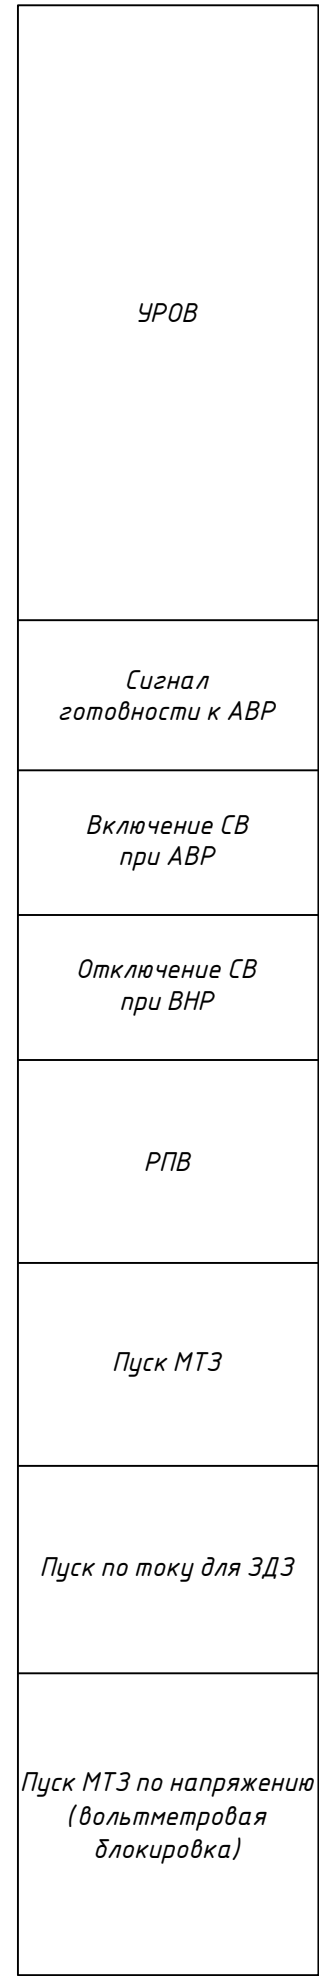 УРОВ
Сигнал
готовности к АВР
Включение СВ
при АВР
Отключение СВ
при ВНР
РПВ
Пуск МТЗ
Пуск по току для ЗДЗ
Пуск МТЗ по напряжению
(вольтметровая
блокировка)